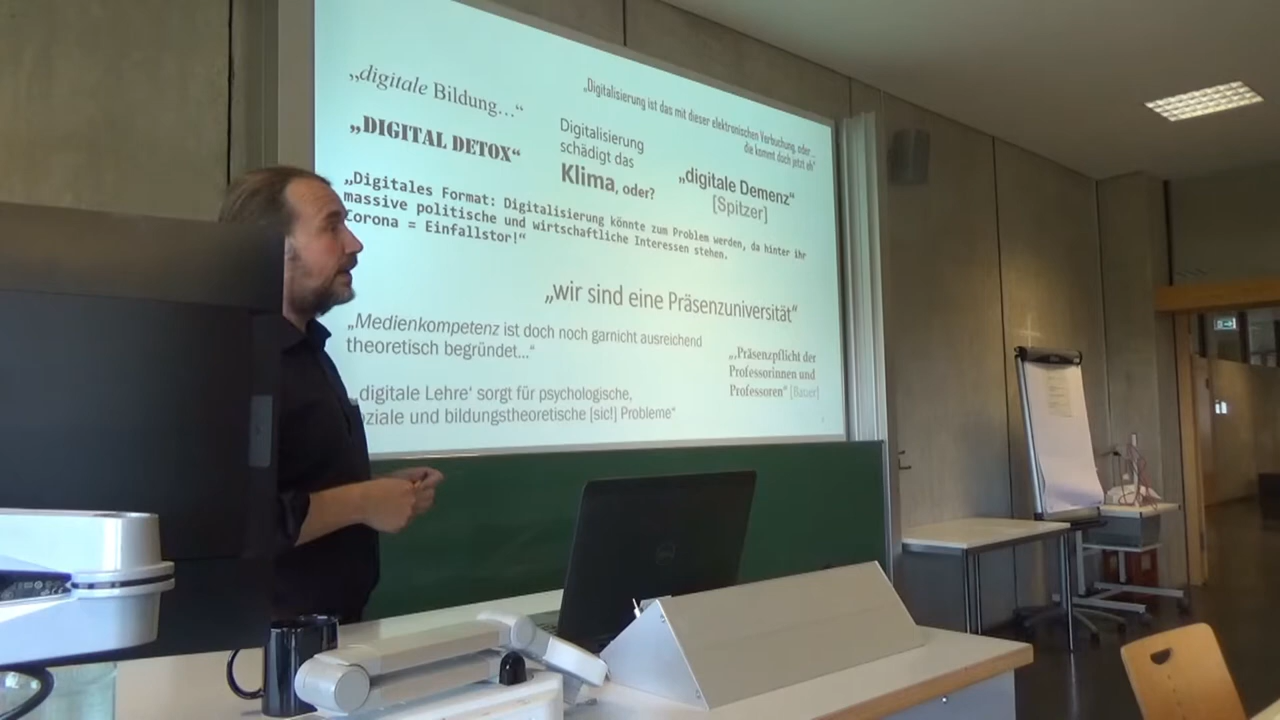 „digitale Bildung…“
„Digitalisierung ist das mit dieser elektronischen Verbuchung, oder…
die kommt doch jetzt eh“
„DIGITAL DETOX“
Digitalisierung
schädigt das
Klima, oder?
„digitale Demenz“
[Spitzer]
„Digitales Format: Digitalisierung könnte zum Problem werden, da hinter ihr
massive politische und wirtschaftliche Interessen stehen.
Corona = Einfallstor!“
„wir sind eine Präsenzuniversität“
„Medienkompetenz ist doch noch garnicht ausreichend
theoretisch begründet…“
„‚Präsenzpflicht der
Professorinnen und
Professoren“ [Bauer]
digitale Lehre‘ sorgt für psychologische,
soziale und bildungstheoretische [sic!] Probleme“
DELL